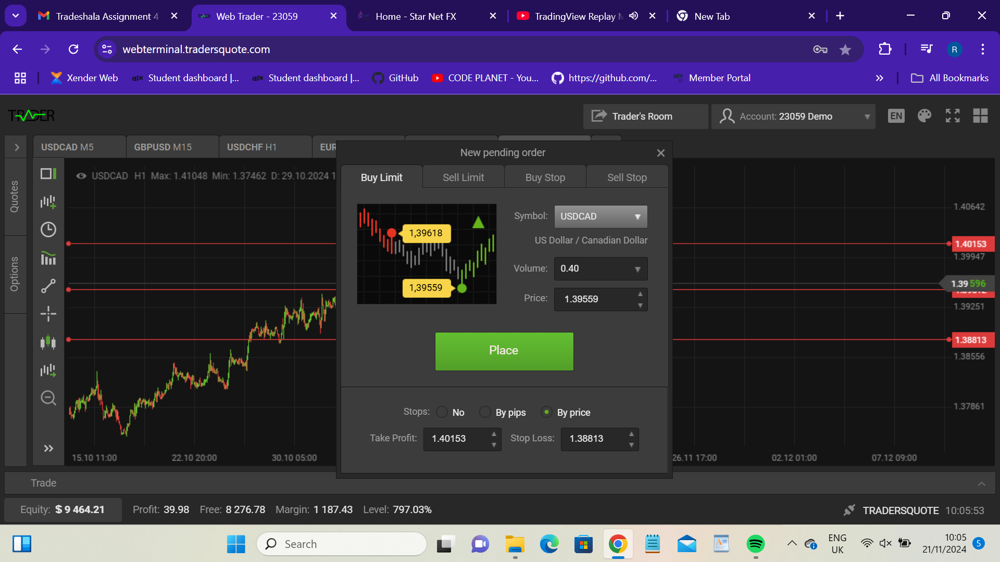 Tradeshala Assignment 4
Web Trader - 23059
Home - Star Net FX
TradingView Replay M
New Tab
webterminal.tradersquote.com
R
Xender Web
alx Student dashboard |...
alx Student dashboard |...
GitHub
CODE PLANET - You...
https://github.com/...
Member Portal
All Bookmarks
TRADER
Trader's Room
Account: 23059 Demo
EN
USDCAD M5
GBPUSD M15
USDCHF H1
EUR
Quotes
Options
USDCAD H1 Max: 1.41048 Min: 1.37462 D: 29.10.2024 1
New pending order
Buy Limit
Sell Limit
Buy Stop
Sell Stop
1,39618
1,39559
Symbol: USDCAD
US Dollar / Canadian Dollar
Volume: 0.40
Price: 1.39559
Place
Stops: No By pips By price
Take Profit: 1.40153 Stop Loss: 1.38813
1.40642
1.40153
1.39947
1.39596
1.39251
1.38813
1.38556
1.37861
15.10 11:00
22.10 20:00
30.10 05:00
26.11 17:00
02.12 01:00
07.12 09:00
Trade
Equity: $ 9 464.21 Profit: 39.98 Free: 8 276.78 Margin: 1 187.43 Level: 797.03%
TRADERSQUOTE 10:05:53
Search
ENG
UK
10:05
21/11/2024
5